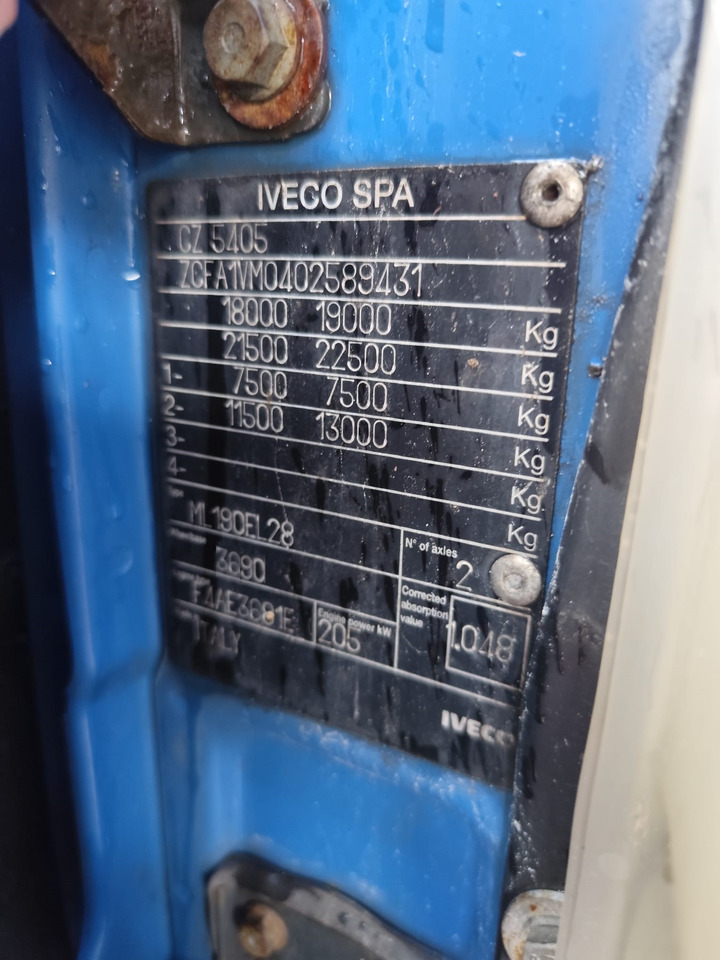 IVECO SPA
CZ 5405
ZCFA1VM0402589431
18000 19000 Kg
21500 22500 Kg
1- 7500 7500 Kg
2- 11500 13000 Kg
3- Kg
4- Kg
Type ML190EL28
N° of axles 2
3690
F4AE3681E
Engine power kW 205
Corrected absorption value 1.048
ITALY
IVECO